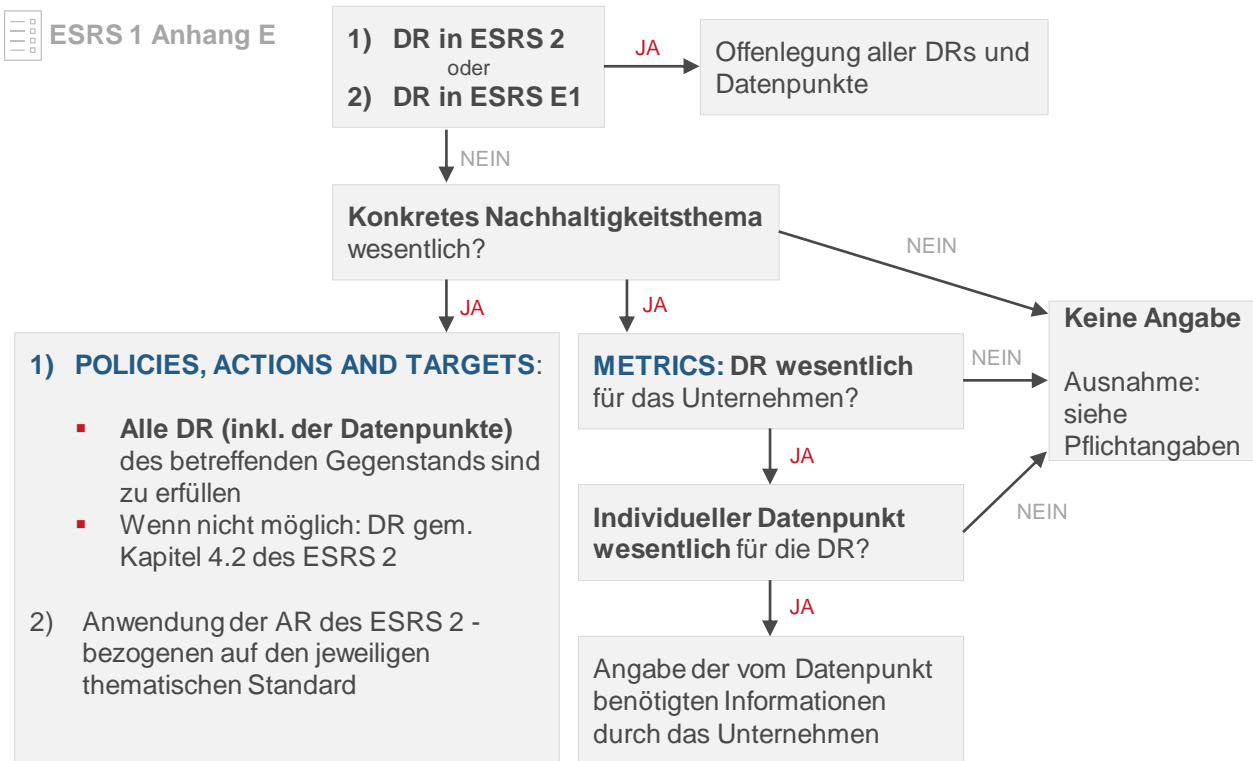 ESRS 1 Anhang E
1) DR in ESRS 2
oder
2) DR in ESRS E1
JA
Offenlegung aller DRs und
Datenpunkte
NEIN
Konkretes Nachhaltigkeitsthema
wesentlich?
NEIN
JA
JA
1) POLICIES, ACTIONS AND TARGETS:
▪ Alle DR (inkl. der Datenpunkte)
des betreffenden Gegenstands sind
zu erfüllen
▪ Wenn nicht möglich: DR gem.
Kapitel 4.2 des ESRS 2
2) Anwendung der AR des ESRS 2 -
bezogenen auf den jeweiligen
thematischen Standard
METRICS: DR wesentlich
für das Unternehmen?
NEIN
JA
Individueller Datenpunkt
wesentlich für die DR?
NEIN
JA
Angabe der vom Datenpunkt
benötigten Informationen
durch das Unternehmen
Keine Angabe
Ausnahme:
siehe
Pflichtangaben